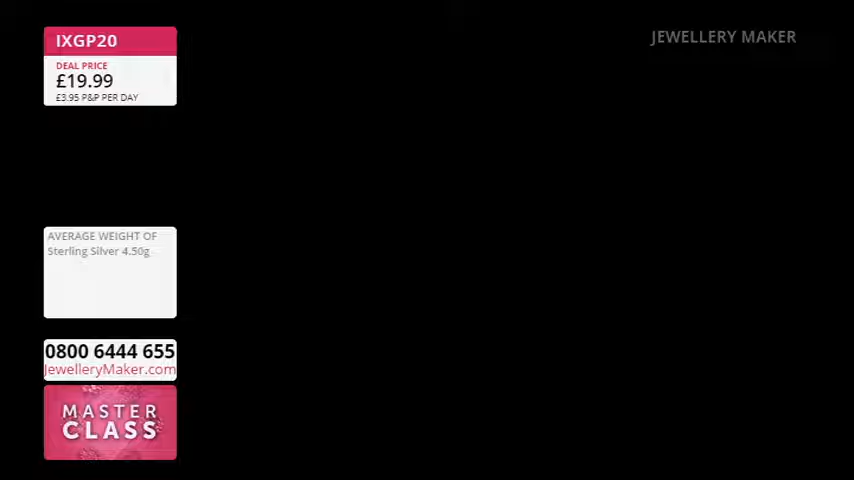 IXGP20
JEWELLERY MAKER
DEAL PRICE
£19.99
£3.95 P&P PER DAY
AVERAGE WEIGHT OF
Sterling Silver 4.50g
0800 6444 655
JewelleryMaker.com
MASTER
CLASS